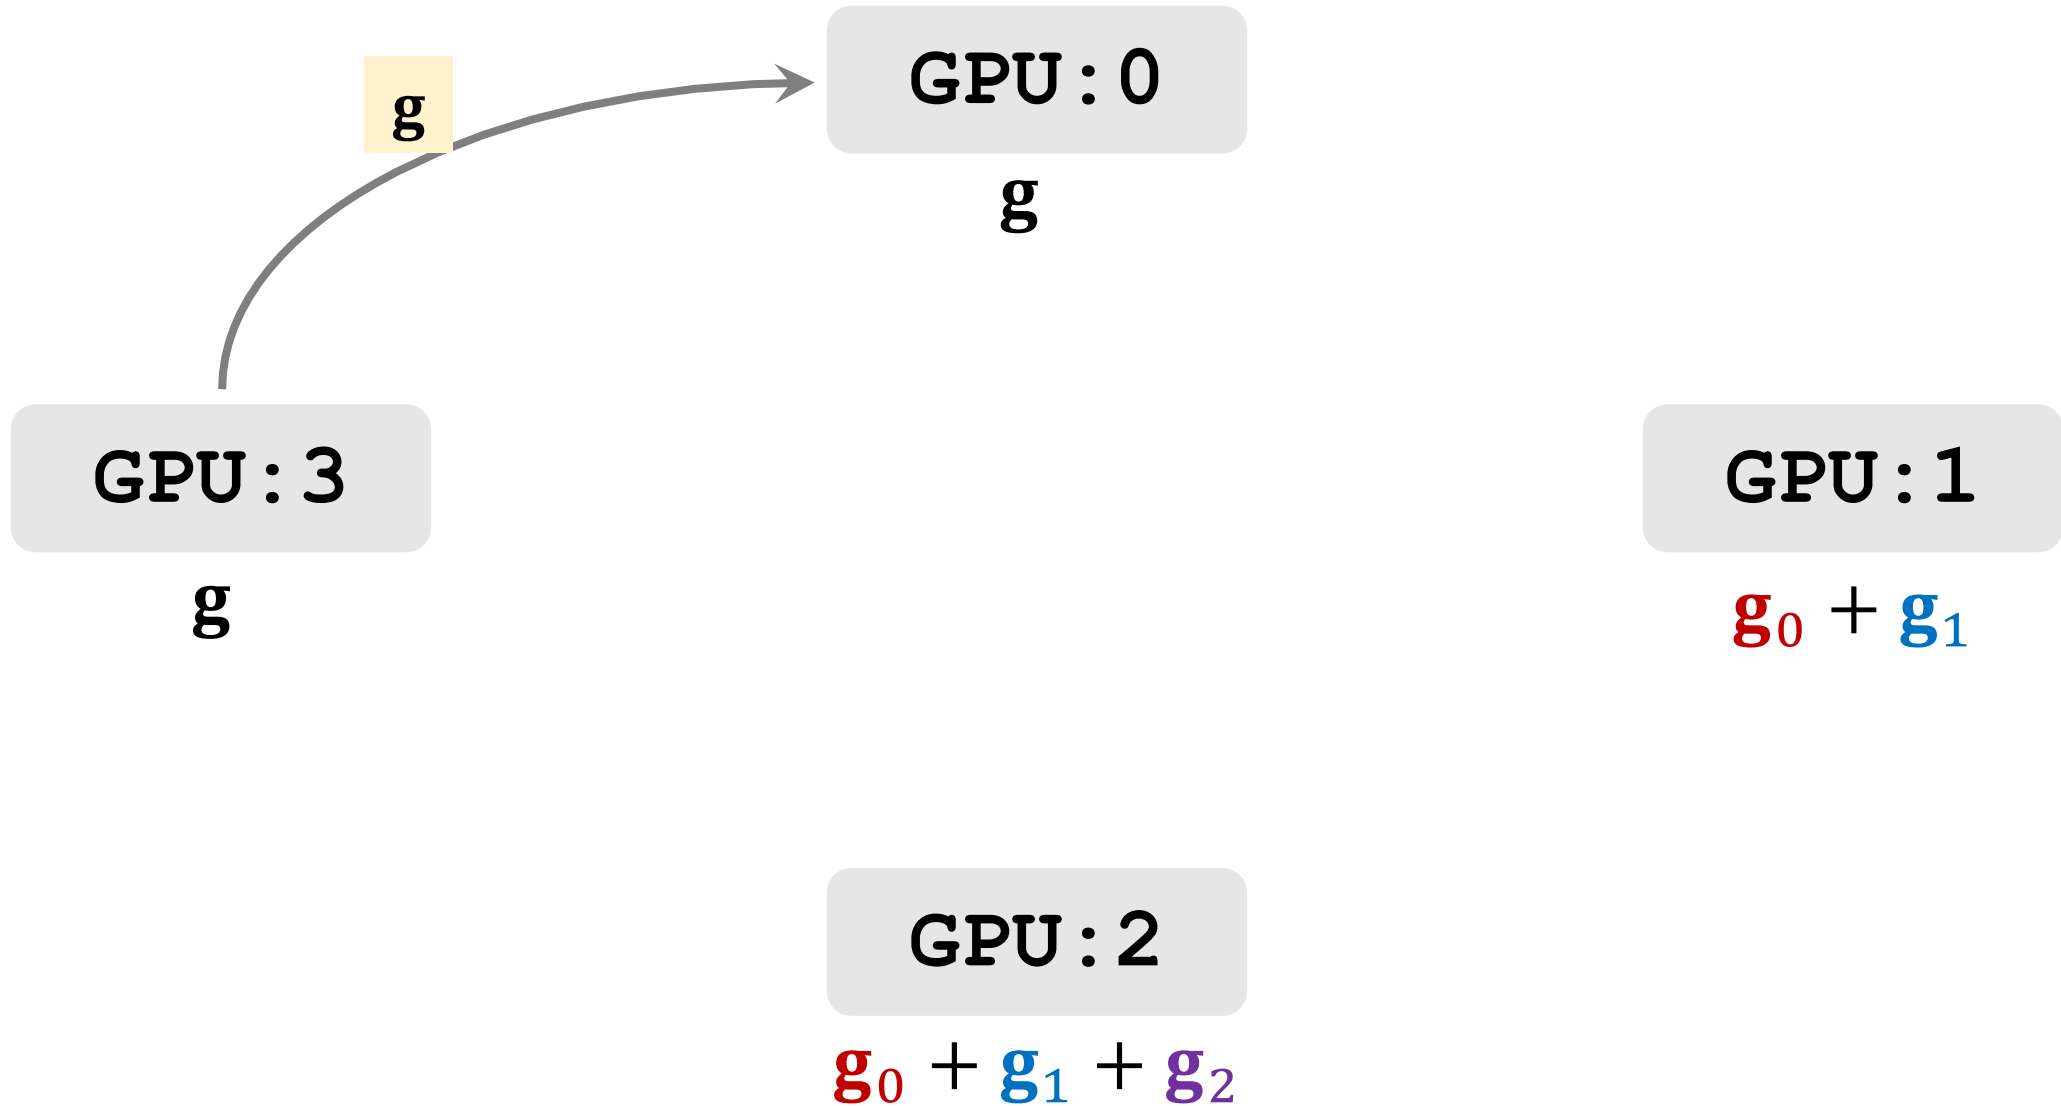 GPU:0
g
g
GPU:3
g
GPU:1
g₀ + g₁
GPU:2
g₀ + g₁ + g₂